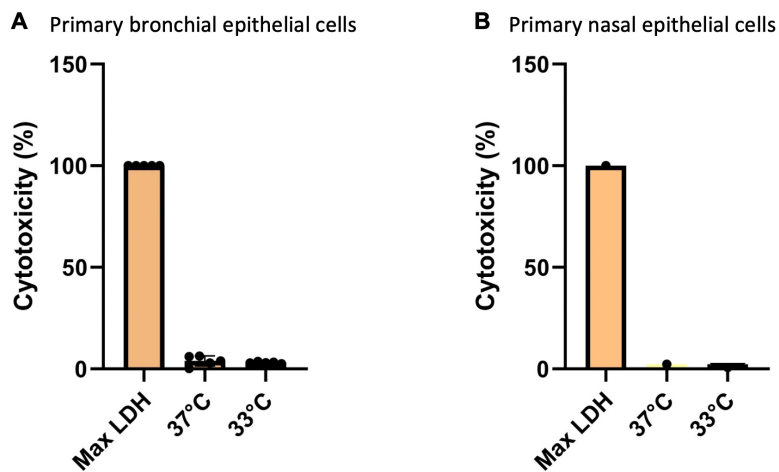 A Primary bronchial epithelial cells
150
100
50
0
Cytotoxicity (%)
Max LDH
37°C
33°C
B Primary nasal epithelial cells
150
100
50
0
Cytotoxicity (%)
Max LDH
37°C
33°C